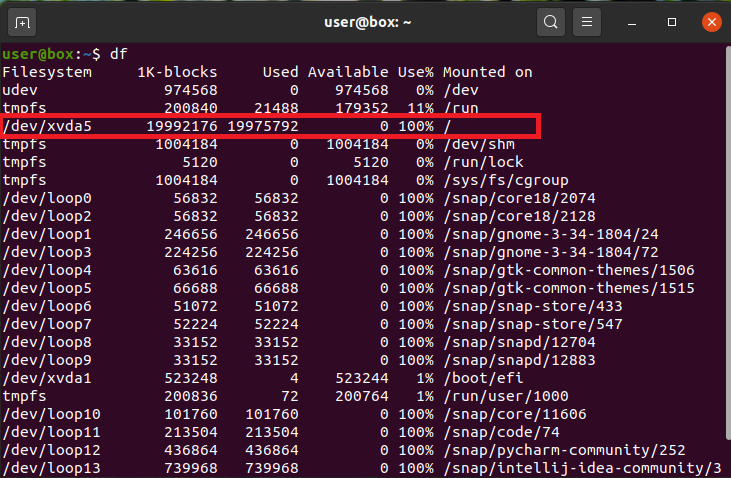 user@box: ~
user@box:~$ df
Filesystem     1K-blocks     Used Available Use% Mounted on
udev              974568        0    974568   0% /dev
tmpfs             200840    21488    179352  11% /run
/dev/xvda5      19992176 19975792         0 100% /
tmpfs            1004184        0   1004184   0% /dev/shm
tmpfs               5120        0      5120   0% /run/lock
tmpfs            1004184        0   1004184   0% /sys/fs/cgroup
/dev/loop0         56832    56832         0 100% /snap/core18/2074
/dev/loop2         56832    56832         0 100% /snap/core18/2128
/dev/loop1        246656   246656         0 100% /snap/gnome-3-34-1804/24
/dev/loop3        224256   224256         0 100% /snap/gnome-3-34-1804/72
/dev/loop4         63616    63616         0 100% /snap/gtk-common-themes/1506
/dev/loop5         66688    66688         0 100% /snap/gtk-common-themes/1515
/dev/loop6         51072    51072         0 100% /snap/snap-store/433
/dev/loop7         52224    52224         0 100% /snap/snap-store/547
/dev/loop8         33152    33152         0 100% /snap/snapd/12704
/dev/loop9         33152    33152         0 100% /snap/snapd/12883
/dev/xvda1        523248        4    523244   1% /boot/efi
tmpfs             200836       72    200764   1% /run/user/1000
/dev/loop10       101760   101760         0 100% /snap/core/11606
/dev/loop11       213504   213504         0 100% /snap/code/74
/dev/loop12       436864   436864         0 100% /snap/pycharm-community/252
/dev/loop13       739968   739968         0 100% /snap/intellij-idea-community/3